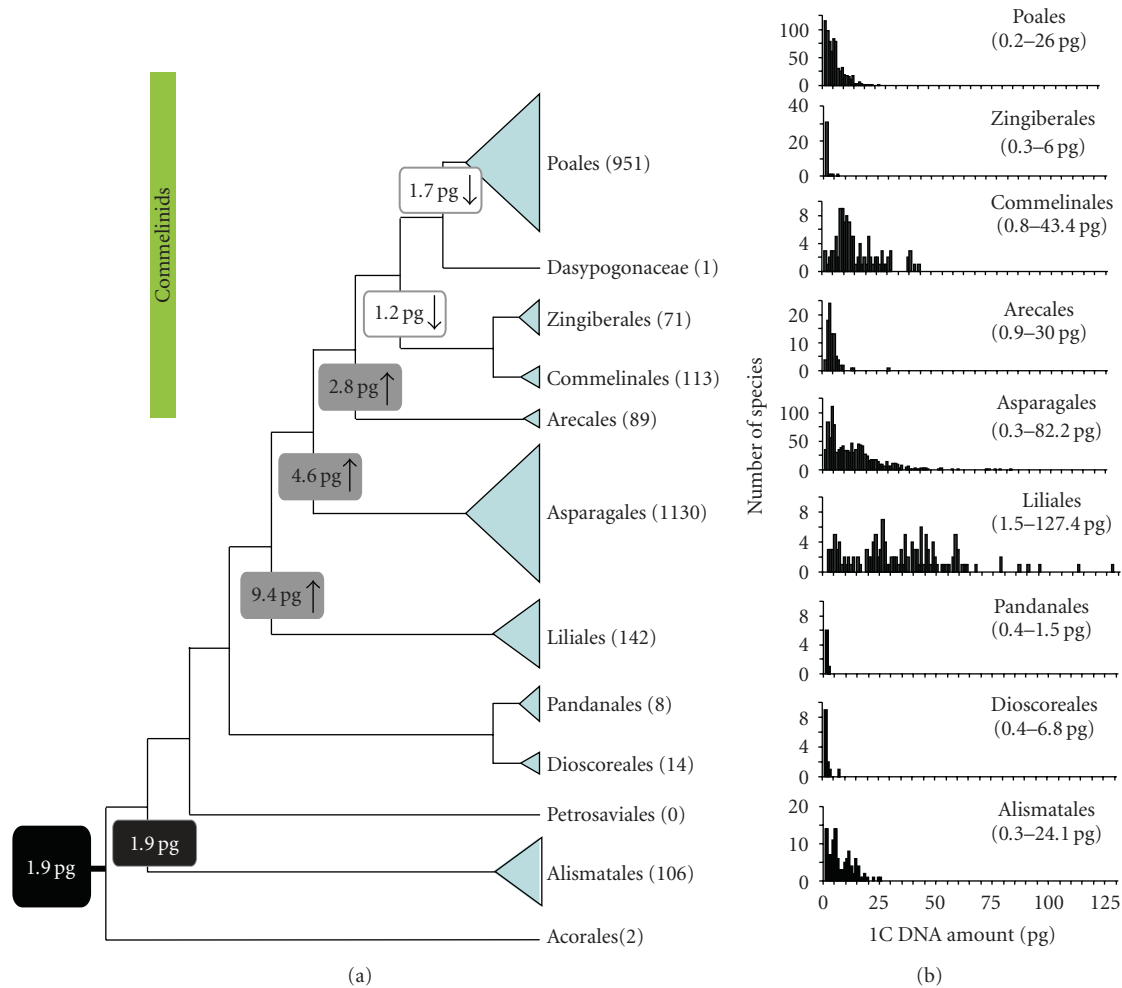 Commelinids
Poales (951)
1.7 pg ↓
Dasypogonaceae (1)
1.2 pg ↓
Zingiberales (71)
Commelinales (113)
2.8 pg ↑
Arecales (89)
4.6 pg ↑
Asparagales (1130)
9.4 pg ↑
Liliales (142)
Pandanales (8)
Dioscoreales (14)
Petrosaviales (0)
1.9 pg
1.9 pg
Alismatales (106)
Acorales(2)
(a)
Number of species
Poales
(0.2–26 pg)
100
50
0
Zingiberales
(0.3–6 pg)
40
20
0
Commelinales
(0.8–43.4 pg)
8
4
0
Arecales
(0.9–30 pg)
20
10
0
Asparagales
(0.3–82.2 pg)
100
50
0
Liliales
(1.5–127.4 pg)
8
4
0
Pandanales
(0.4–1.5 pg)
8
4
0
Dioscoreales
(0.4–6.8 pg)
8
4
0
Alismatales
(0.3–24.1 pg)
20
10
0
0 25 50 75 100 125
1C DNA amount (pg)
(b)